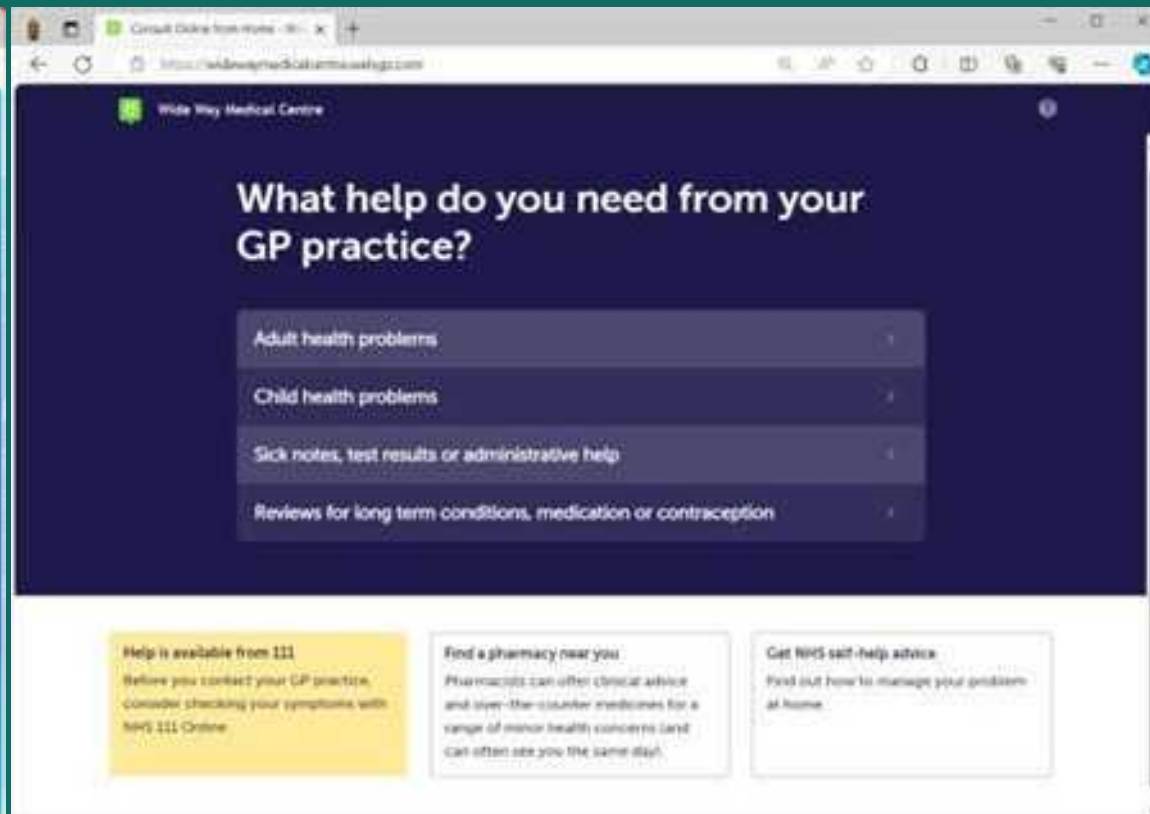 Consult Online from Home
Wide Way Medical Centre
What help do you need from your
GP practice?
Adult health problems
Child health problems
Sick notes, test results or administrative help
Reviews for long term conditions, medication or contraception
Help is available from 111
Before you contact your GP practice,
consider checking your symptoms with
NHS 111 Online
Find a pharmacy near you
Pharmacists can offer clinical advice
and over-the-counter medicines for a
range of minor health concerns (and
can often see you the same day).
Get NHS self-help advice
Find out how to manage your problem
at home